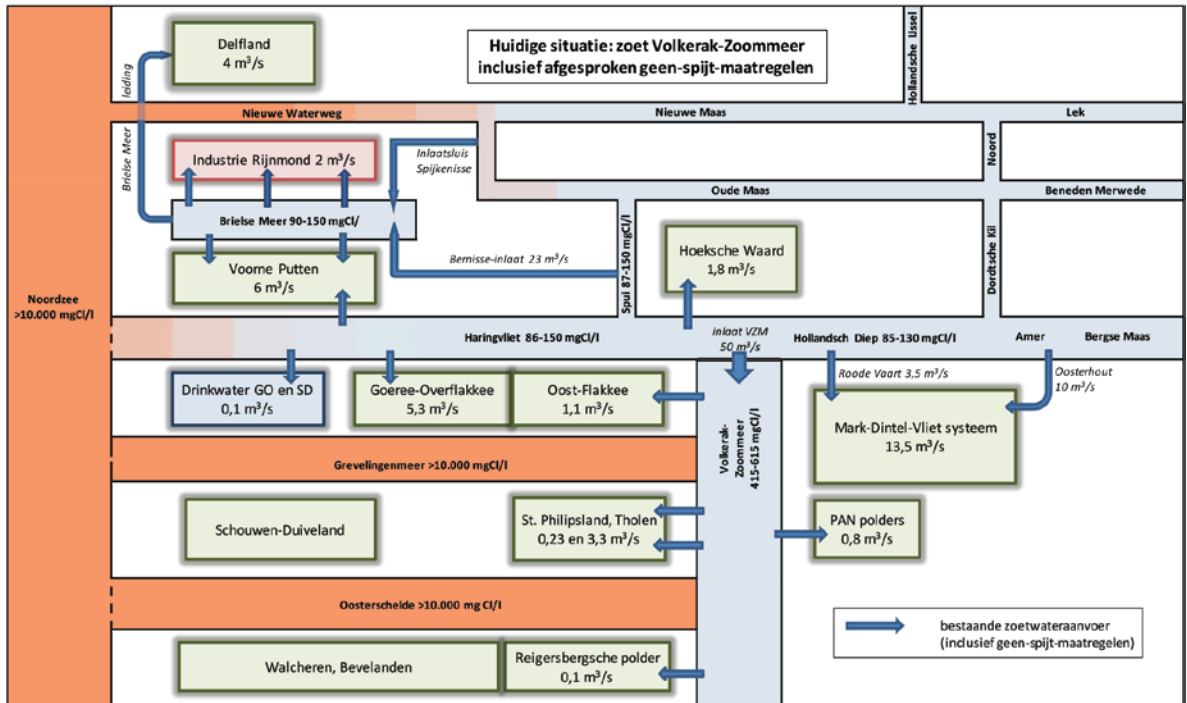 Delfland
4 m³/s
Huidige situatie: zoet Volkerak-Zoommeer
inclusief afgesproken geen-spijt-maatregelen
Hollandsche IJssel
leiding
Brielse Meer
Nieuwe Waterweg
Nieuwe Maas
Lek
Industrie Rijnmond 2 m³/s
Inlaatsluis
Spijkenisse
Noord
Oude Maas
Beneden Merwede
Brielse Meer 90-150 mgCl/
Spui 87-150 mgCl/l
Dordtsche Kil
Hoeksche Waard
1,8 m³/s
Voorne Putten
6 m³/s
Bernisse-inlaat 23 m³/s
Noordzee
>10.000 mgCl/l
Haringvliet 86-150 mgCl/l
inlaat VZM
50 m³/s
Hollandsch Diep 85-130 mgCl/l
Amer
Bergse Maas
Roode Vaart 3,5 m³/s
Oosterhout
10 m³/s
Drinkwater GO en SD
0,1 m³/s
Goeree-Overflakkee
5,3 m³/s
Oost-Flakkee
1,1 m³/s
Volkerak-
Zoommeer
415-615 mgCl/l
Mark-Dintel-Vliet systeem
13,5 m³/s
Grevelingenmeer >10.000 mgCl/l
Schouwen-Duiveland
St. Philipsland, Tholen
0,23 en 3,3 m³/s
PAN polders
0,8 m³/s
Oosterschelde >10.000 mg Cl/l
bestaande zoetwateraanvoer
(inclusief geen-spijt-maatregelen)
Walcheren, Bevelanden
Reigersbergsche polder
0,1 m³/s